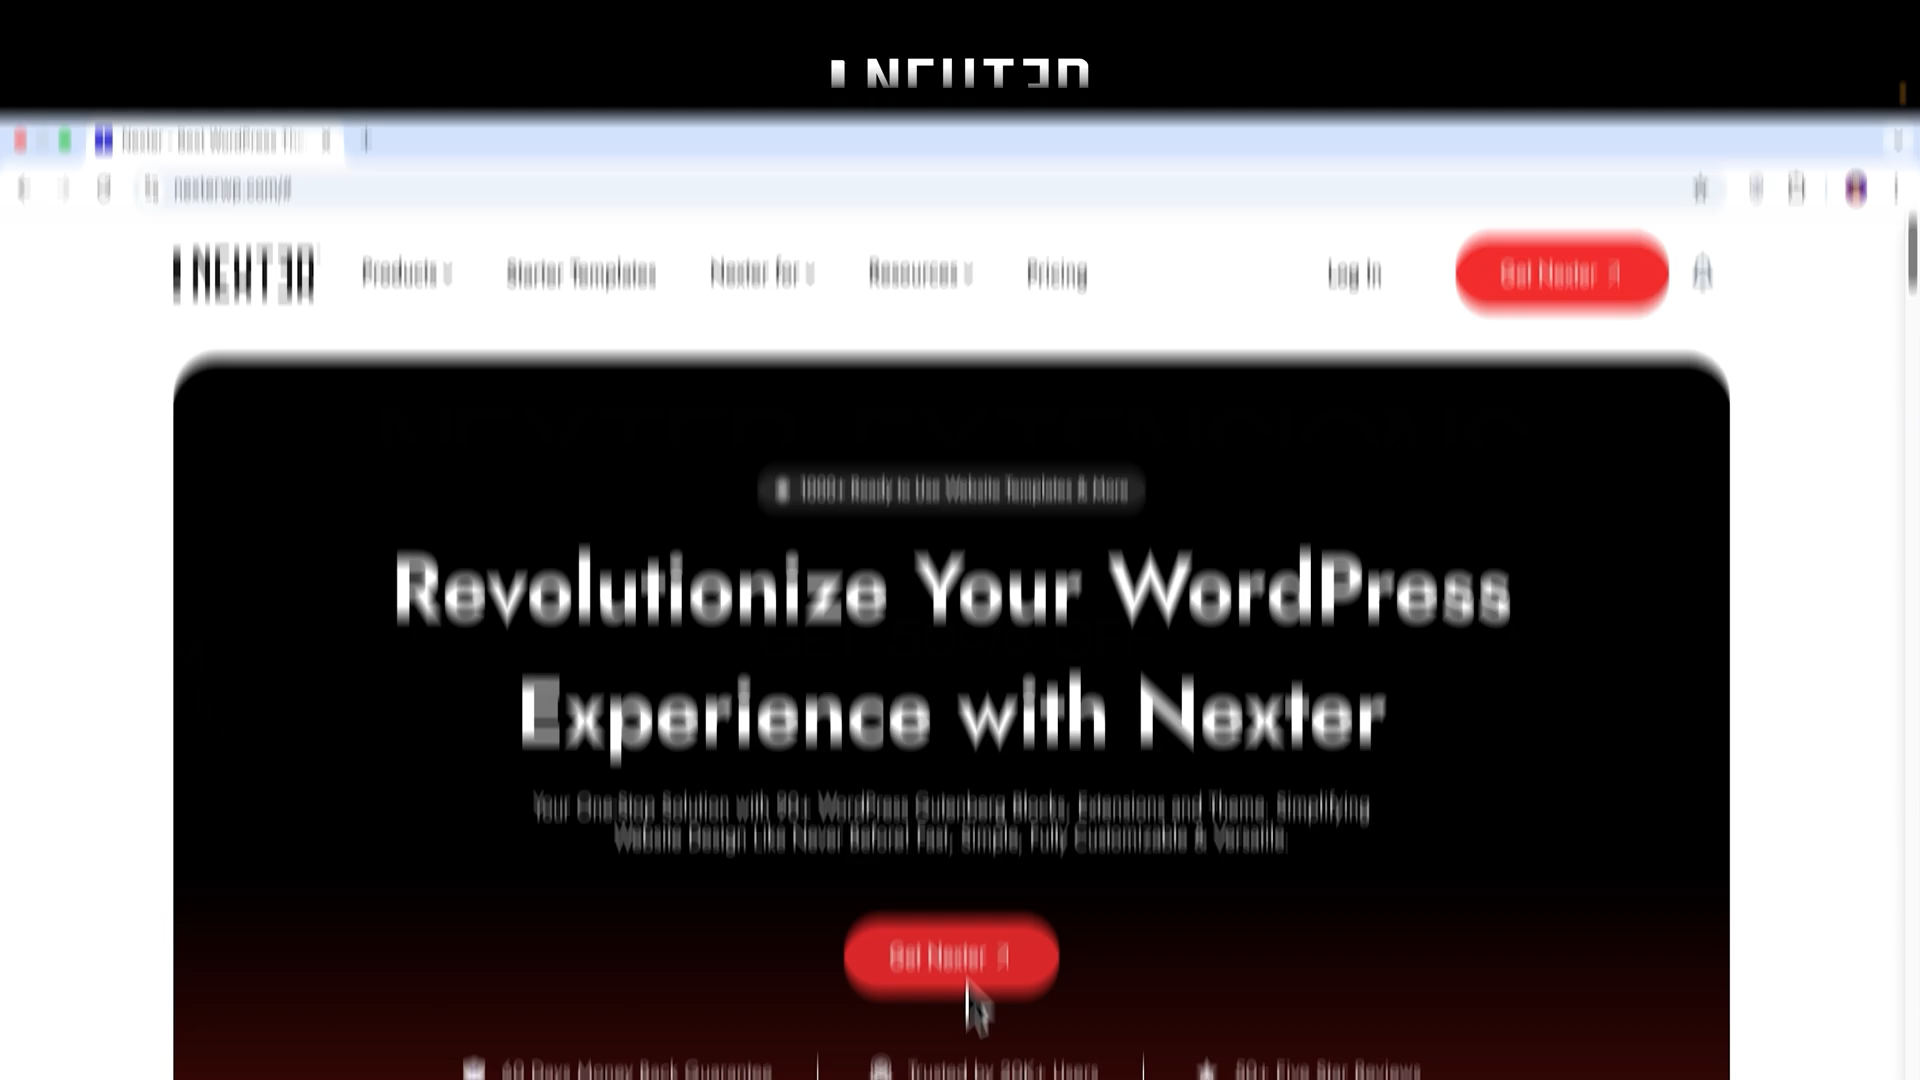 NEXTER
Nexter - Best WordPress The
nexterwp.com/#
NEXTER
Products
Starter Templates
Nexter for
Resources
Pricing
Log In
Get Nexter
1000+ Ready to Use Website Templates & More
Revolutionize Your WordPress
Experience with Nexter
Your One-Stop Solution with 90+ WordPress Gutenberg Blocks, Extensions and Theme, Simplifying
Website Design Like Never Before! Fast, Simple, Fully Customizable & Versatile.
Get Nexter
60 Days Money Back Guarantee
Trusted by Users
Five Star Reviews